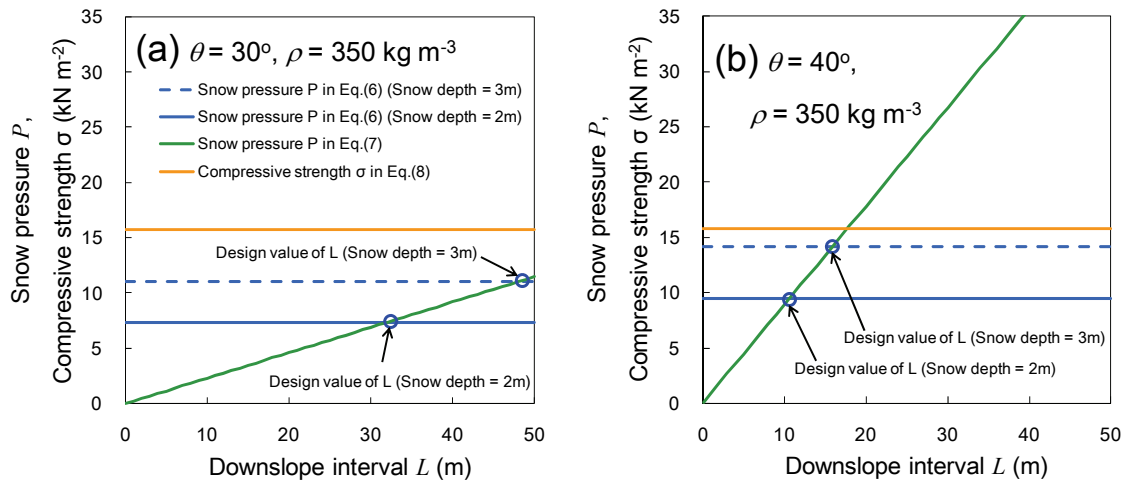 Snow pressure P,
Compressive strength σ (kN m-2)
35
30
25
20
15
10
5
0
(a) θ = 30o, ρ = 350 kg m-3
Snow pressure P in Eq.(6) (Snow depth = 3m)
Snow pressure P in Eq.(6) (Snow depth = 2m)
Snow pressure P in Eq.(7)
Compressive strength σ in Eq.(8)
Design value of L (Snow depth = 3m)
Design value of L (Snow depth = 2m)
0 10 20 30 40 50
Downslope interval L (m)
Snow pressure P,
Compressive strength σ (kN m-2)
35
30
25
20
15
10
5
0
(b) θ = 40o,
ρ = 350 kg m-3
Design value of L (Snow depth = 3m)
Design value of L (Snow depth = 2m)
0 10 20 30 40 50
Downslope interval L (m)